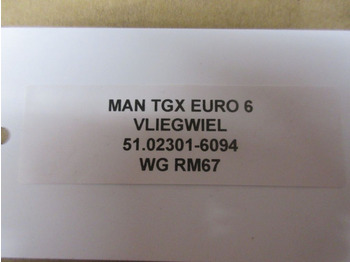 MAN TGX EURO 6
VLIEGWIEL
51.02301-6094
WG RM67